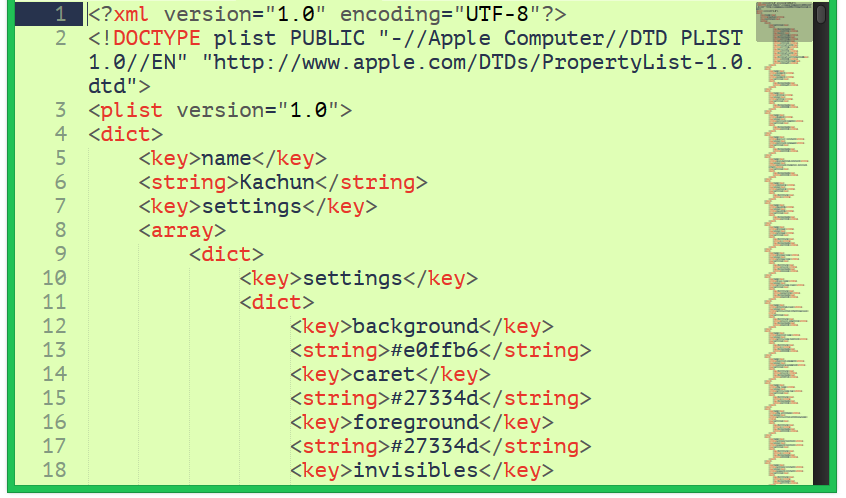 1 <?xml version="1.0" encoding="UTF-8"?>
2 <!DOCTYPE plist PUBLIC "-//Apple Computer//DTD PLIST
1.0//EN" "http://www.apple.com/DTDs/PropertyList-1.0.
dtd">
3 <plist version="1.0">
4 <dict>
5 <key>name</key>
6 <string>Kachun</string>
7 <key>settings</key>
8 <array>
9 <dict>
10 <key>settings</key>
11 <dict>
12 <key>background</key>
13 <string>#e0ffb6</string>
14 <key>caret</key>
15 <string>#27334d</string>
16 <key>foreground</key>
17 <string>#27334d</string>
18 <key>invisibles</key>